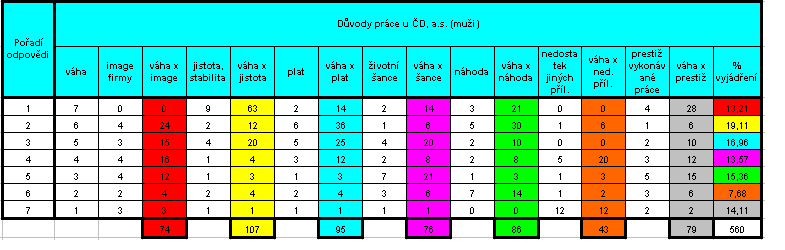 Důvody práce u ČD, a.s. (muži)
Pořadí odpovědi | váha | image firmy | váha x image | jistota, stabilita | váha x jistota | plat | váha x plat | životní šance | váha x šance | náhoda | váha x náhoda | nedosta tek jiných příl. | váha x ned. příl. | prestiž vykonáv ané práce | váha x prestiž | % vyjádření
1 | 7 | 0 | 0 | 9 | 63 | 2 | 14 | 2 | 14 | 3 | 21 | 0 | 0 | 4 | 28 | 13,21
2 | 6 | 4 | 24 | 2 | 12 | 6 | 36 | 1 | 6 | 5 | 30 | 1 | 6 | 1 | 6 | 19,11
3 | 5 | 3 | 15 | 4 | 20 | 5 | 25 | 4 | 20 | 2 | 10 | 0 | 0 | 2 | 10 | 16,96
4 | 4 | 4 | 16 | 1 | 4 | 3 | 12 | 2 | 8 | 2 | 8 | 5 | 20 | 3 | 12 | 13,57
5 | 3 | 4 | 12 | 1 | 3 | 1 | 3 | 7 | 21 | 1 | 3 | 1 | 3 | 5 | 15 | 15,36
6 | 2 | 2 | 4 | 2 | 4 | 2 | 4 | 3 | 6 | 7 | 14 | 1 | 2 | 3 | 6 | 7,68
7 | 1 | 3 | 3 | 1 | 1 | 1 | 1 | 1 | 1 | 0 | 0 | 12 | 12 | 2 | 2 | 14,11
74 | 107 | 95 | 76 | 86 | 43 | 79 | 560